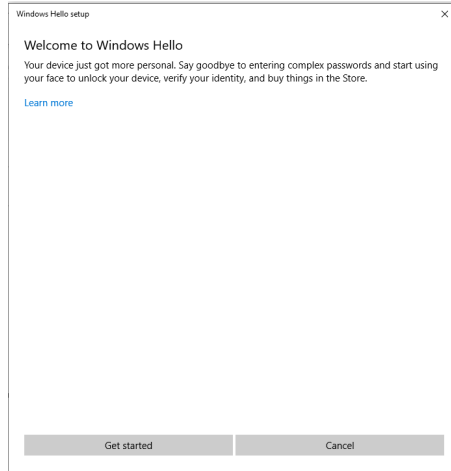 Windows Hello setup
Welcome to Windows Hello
Your device just got more personal. Say goodbye to entering complex passwords and start using
your face to unlock your device, verify your identity, and buy things in the Store.
Learn more
Get started
Cancel